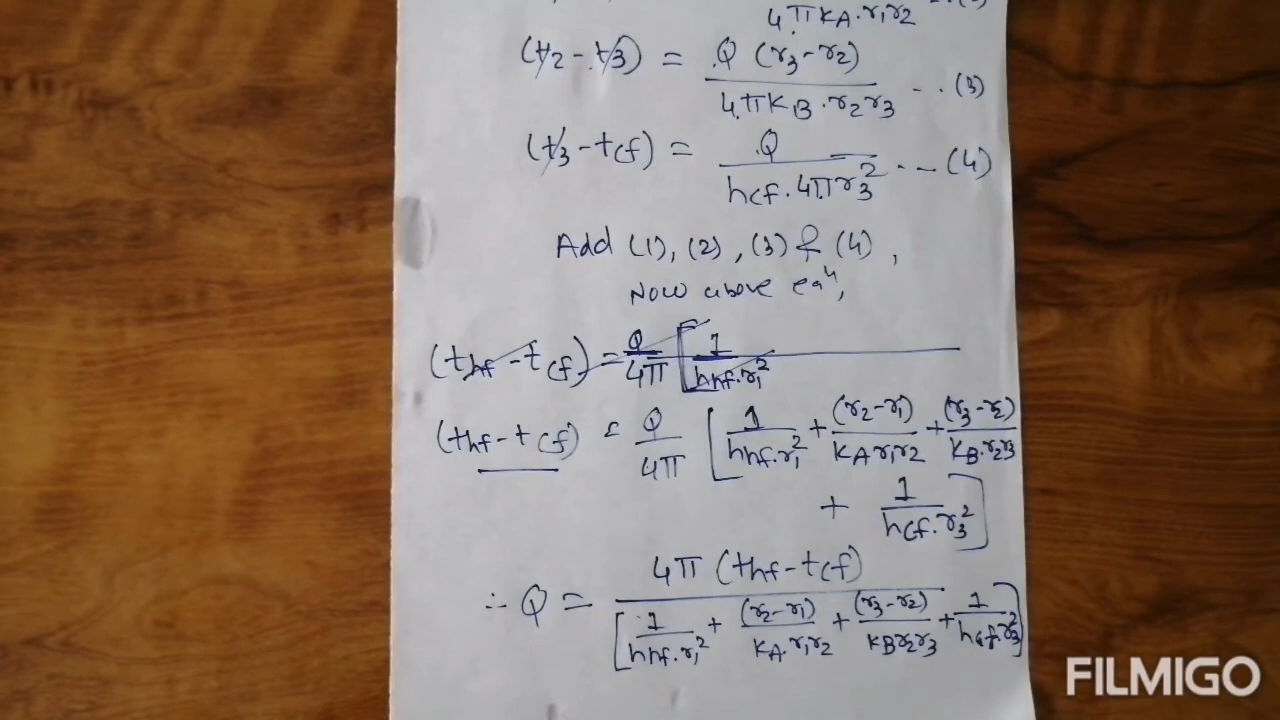 4πKA.r1r2
(t2 - t3) = Q (r3-r2) / 4πKB.r2r3 - . (3)
(t3 - tcf) = Q / hcf.4πr3² - - - (4)
Add (1), (2), (3) & (4),
Now above eqn,
(thf - tcf) = Q/4π [1/hhf.r1²
(thf - tcf) = Q/4π [1/hhf.r1² + (r2-r1)/KA r1r2 + (r3-r2)/KB.r2r3
+ 1/hcf.r3²]
∴ Q = 4π (thf - tcf) / [1/hhf.r1² + (r2-r1)/KA.r1r2 + (r3-r2)/KB r2r3 + 1/hcf.r3²]
FILMIGO